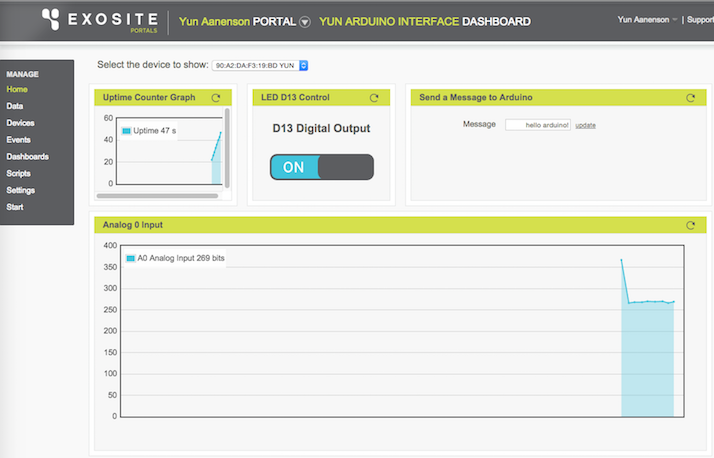 EXOSITE
PORTALS
Yun Aanenson PORTAL
YUN ARDUINO INTERFACE DASHBOARD
Yun Aanenson | Support
Select the device to show: 90:A2:DA:F3:19:BD YUN
MANAGE
Home
Data
Devices
Events
Dashboards
Scripts
Settings
Start
Uptime Counter Graph
60
40
20
0
Uptime 47 s
LED D13 Control
D13 Digital Output
ON
Send a Message to Arduino
Message hello arduino! update
Analog 0 Input
400
350
300
250
200
150
100
50
0
A0 Analog Input 269 bits